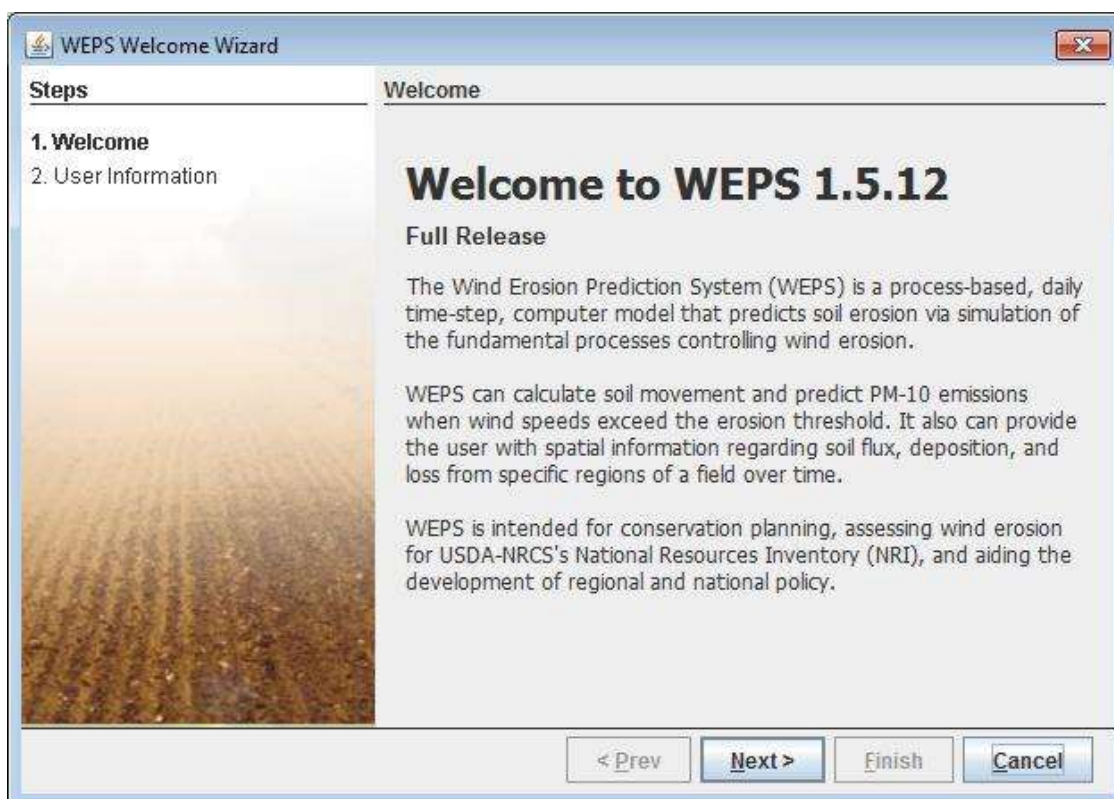 WEPS Welcome Wizard
Steps
1. Welcome
2. User Information
Welcome
Welcome to WEPS 1.5.12
Full Release
The Wind Erosion Prediction System (WEPS) is a process-based, daily
time-step, computer model that predicts soil erosion via simulation of
the fundamental processes controlling wind erosion.
WEPS can calculate soil movement and predict PM-10 emissions
when wind speeds exceed the erosion threshold. It also can provide
the user with spatial information regarding soil flux, deposition, and
loss from specific regions of a field over time.
WEPS is intended for conservation planning, assessing wind erosion
for USDA-NRCS's National Resources Inventory (NRI), and aiding the
development of regional and national policy.
< Prev Next > Finish Cancel